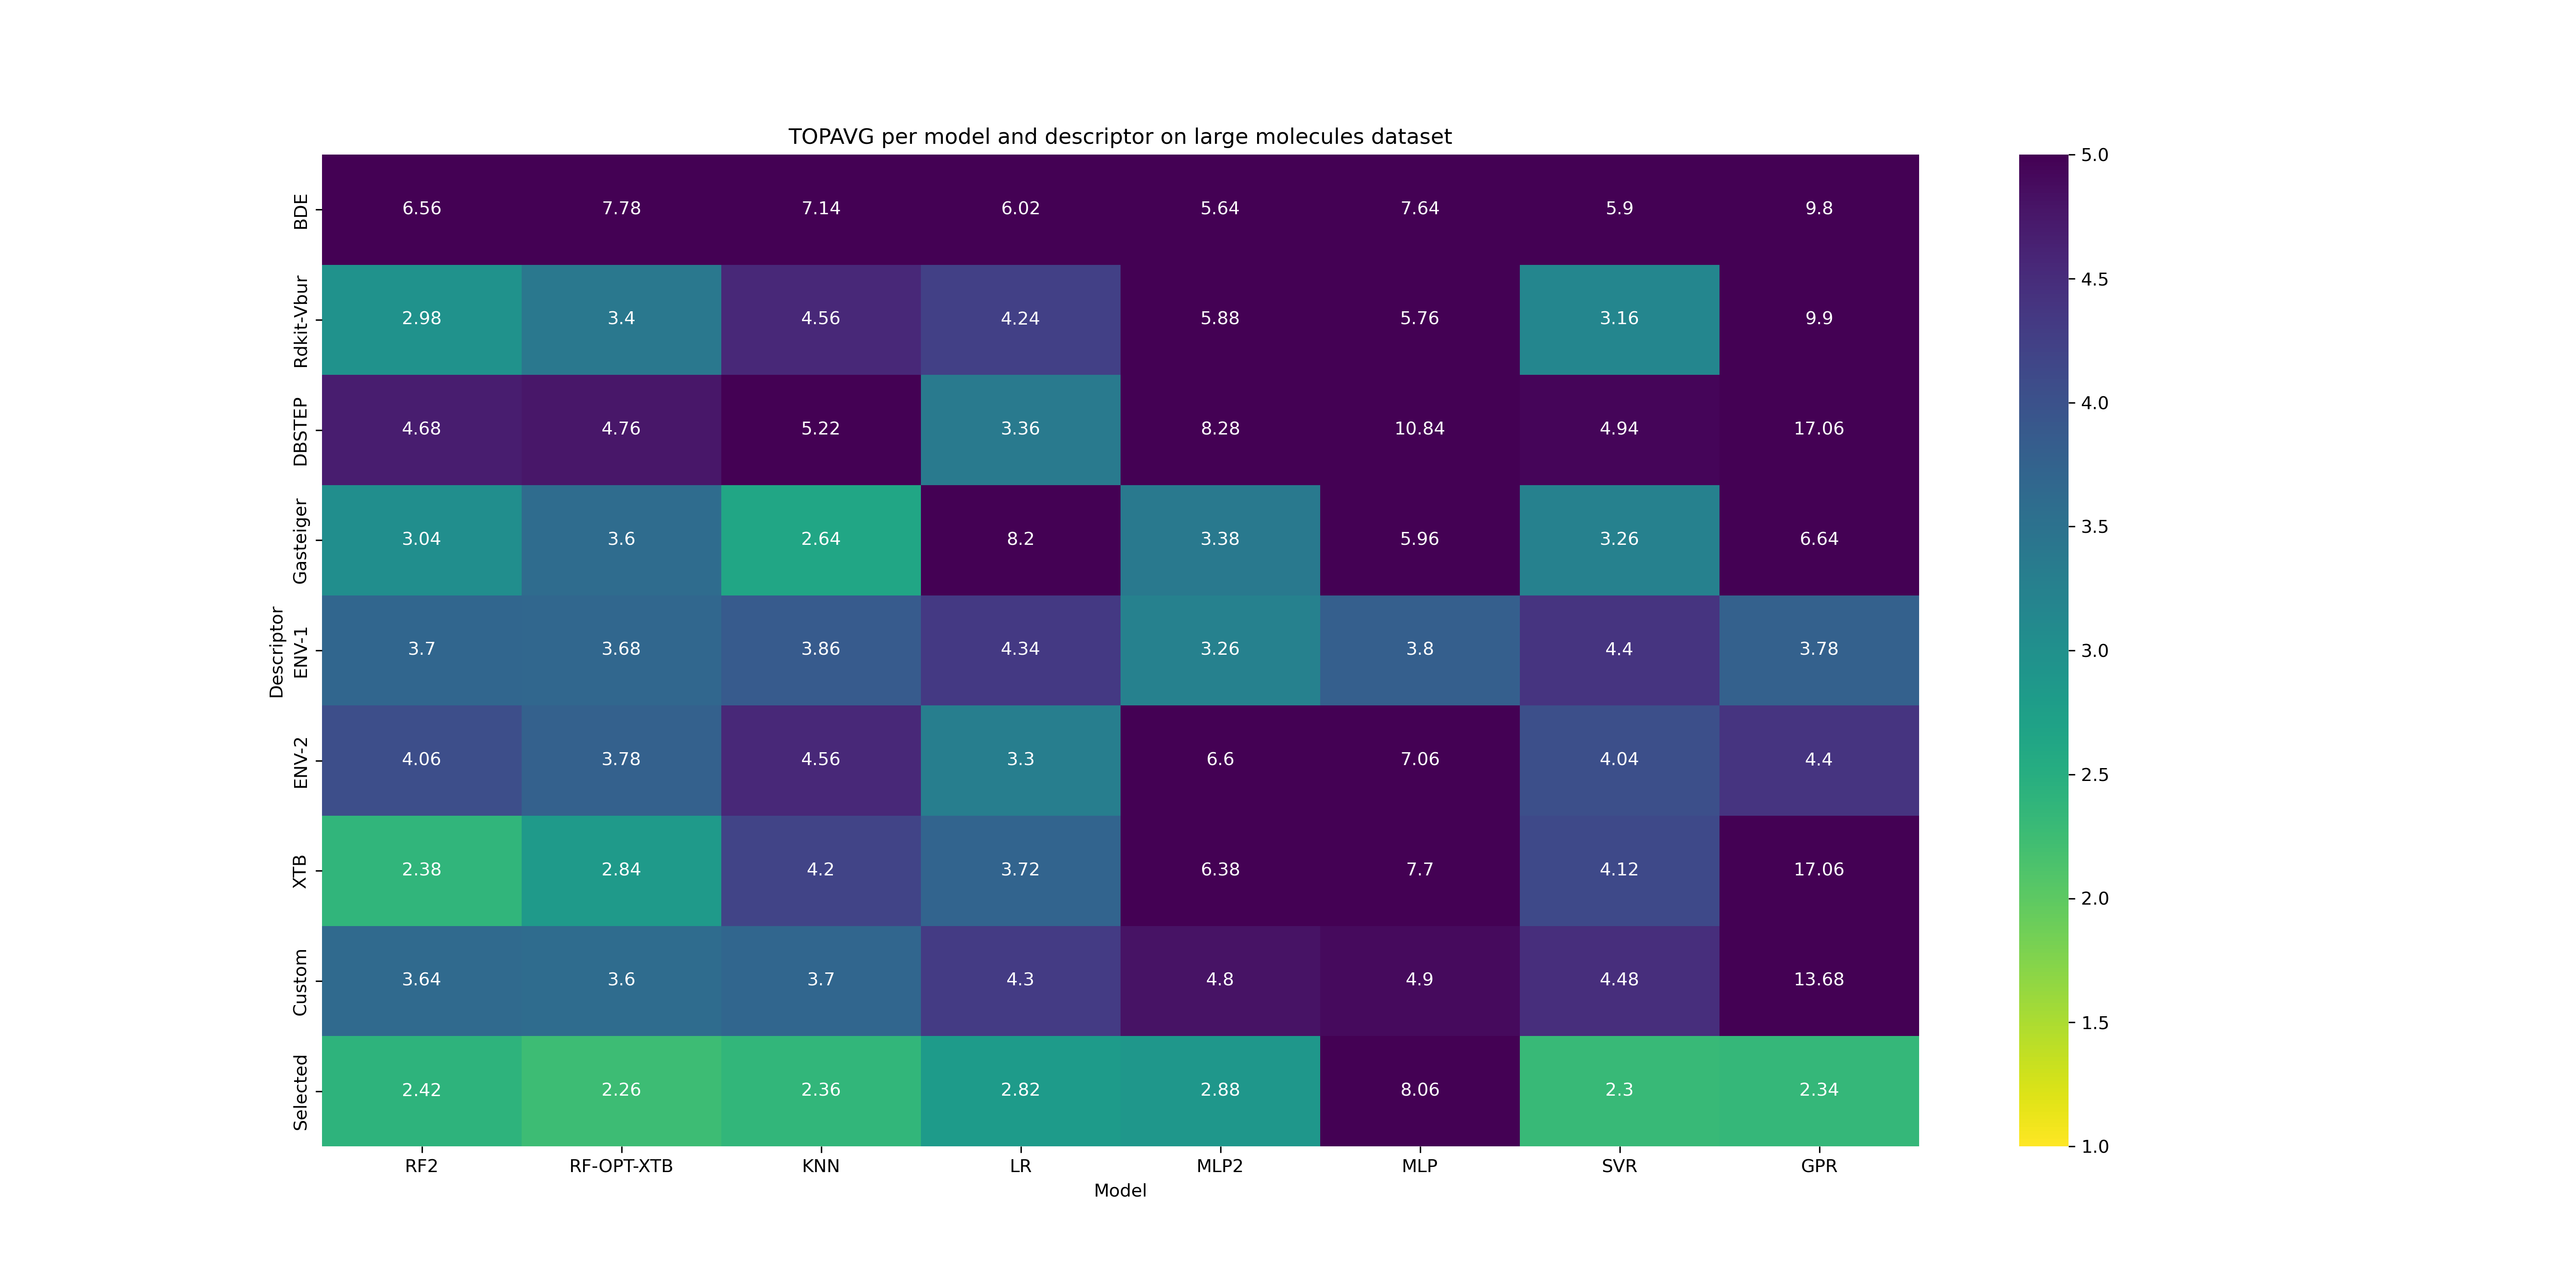 TOPAVG per model and descriptor on large molecules dataset
Descriptor
BDE 6.56 7.78 7.14 6.02 5.64 7.64 5.9 9.8
Rdkit-Vbur 2.98 3.4 4.56 4.24 5.88 5.76 3.16 9.9
DBSTEP 4.68 4.76 5.22 3.36 8.28 10.84 4.94 17.06
Gasteiger 3.04 3.6 2.64 8.2 3.38 5.96 3.26 6.64
ENV-1 3.7 3.68 3.86 4.34 3.26 3.8 4.4 3.78
ENV-2 4.06 3.78 4.56 3.3 6.6 7.06 4.04 4.4
XTB 2.38 2.84 4.2 3.72 6.38 7.7 4.12 17.06
Custom 3.64 3.6 3.7 4.3 4.8 4.9 4.48 13.68
Selected 2.42 2.26 2.36 2.82 2.88 8.06 2.3 2.34
RF2 RF-OPT-XTB KNN LR MLP2 MLP SVR GPR
Model
5.0
4.5
4.0
3.5
3.0
2.5
2.0
1.5
1.0